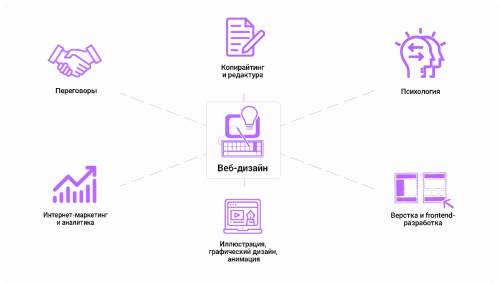 Копирайтинг
и редактура
Переговоры
Психология
Веб-дизайн
Интернет-маркетинг
и аналитика
Верстка и frontend-
разработка
Иллюстрация,
графический дизайн,
анимация